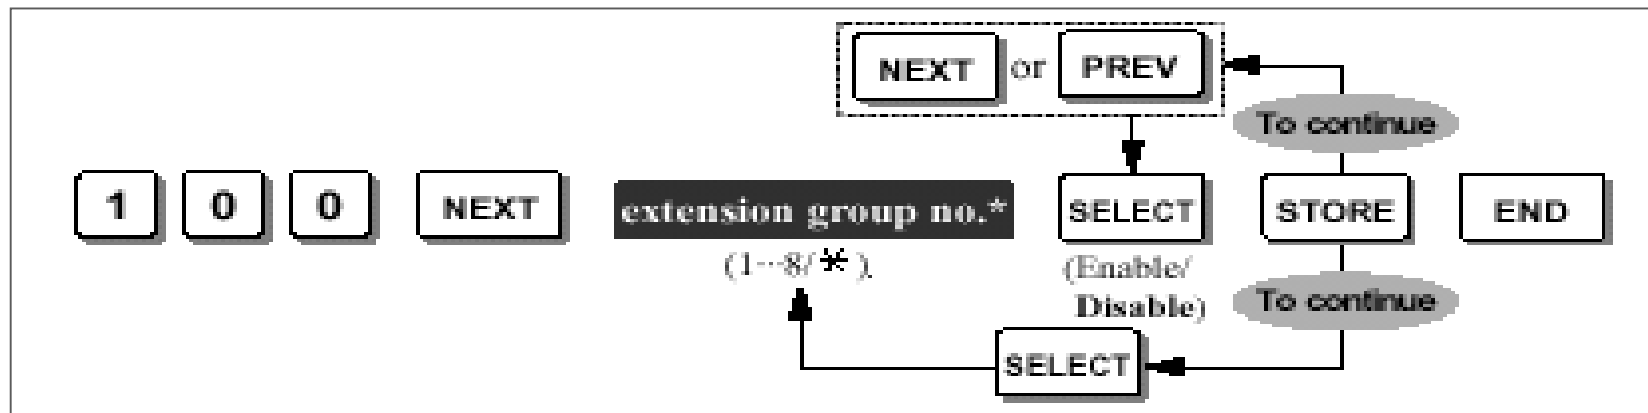 NEXT or PREV
To continue
1 0 0 NEXT extension group no.* SELECT STORE END
(1···8/✱) (Enable/
Disable)
To continue
SELECT